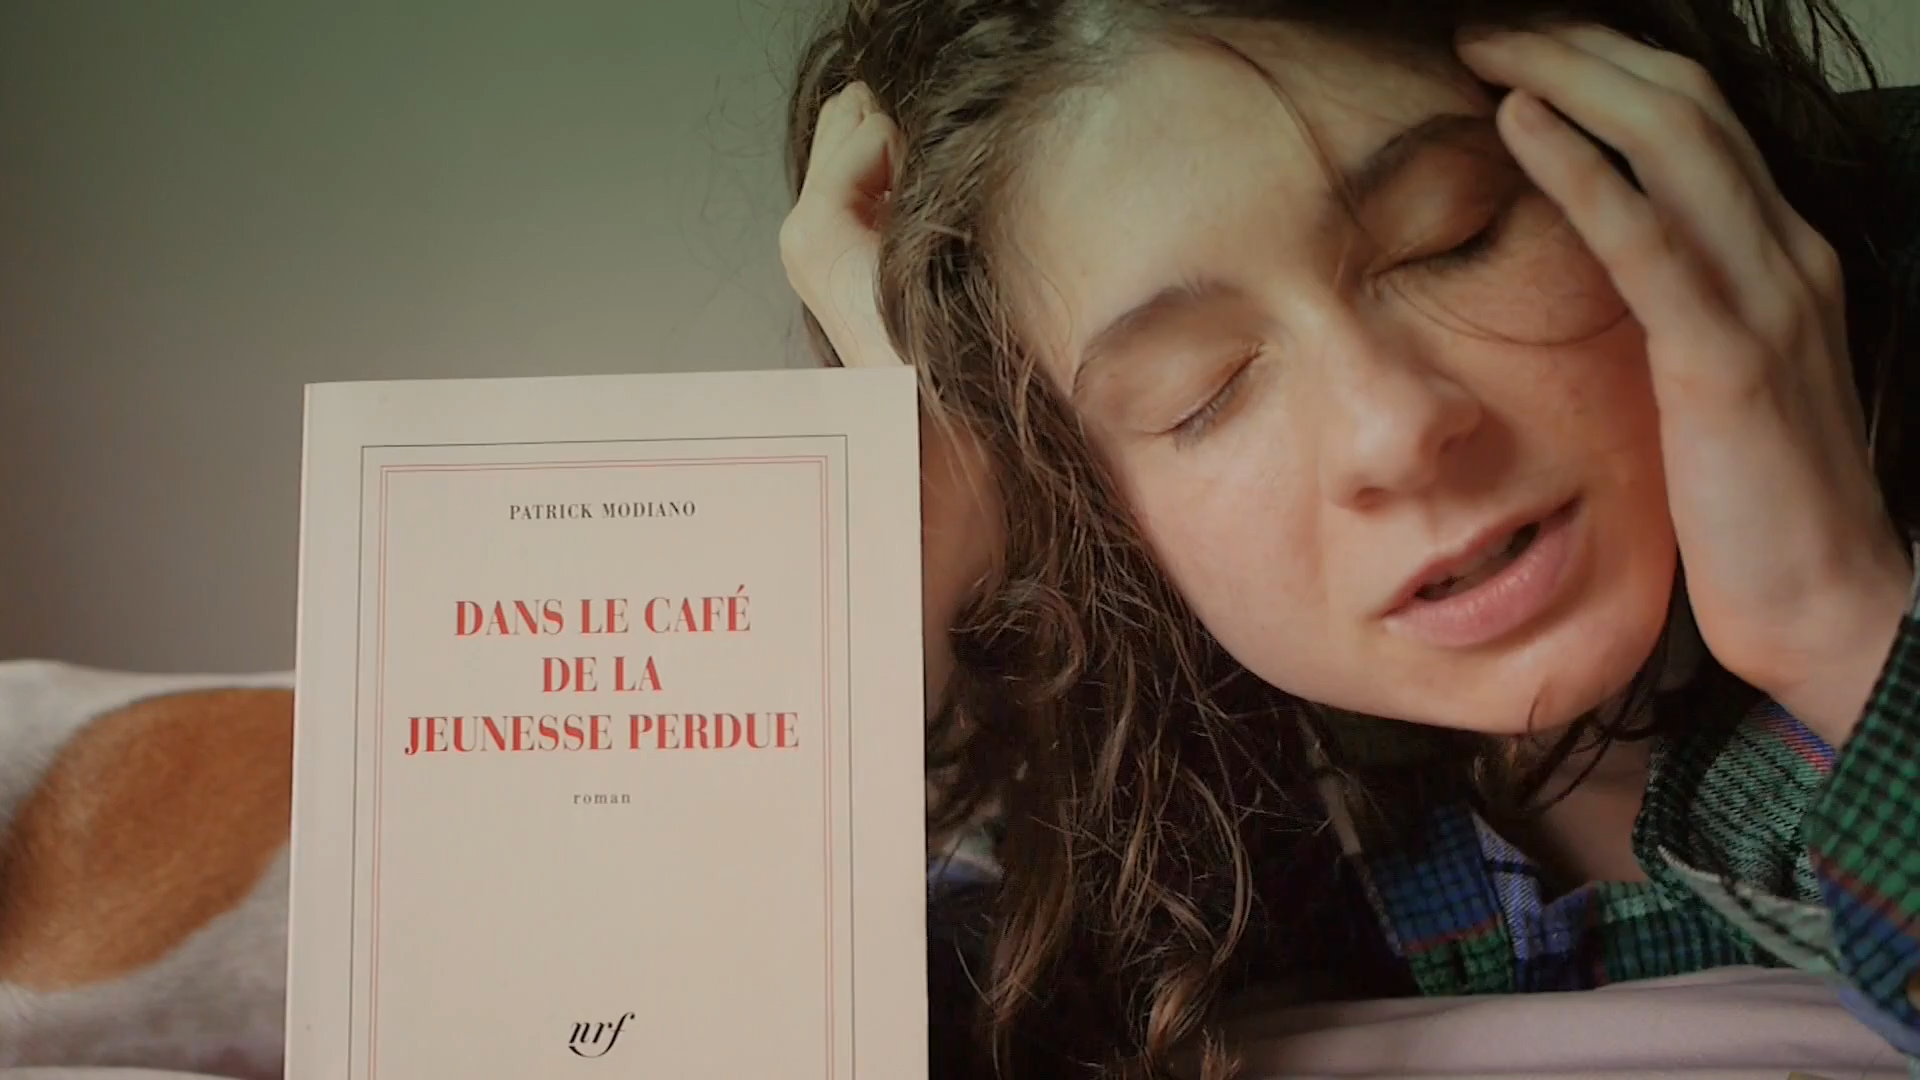 PATRICK MODIANO
DANS LE CAFÉ
DE LA
JEUNESSE PERDUE
roman
nrf